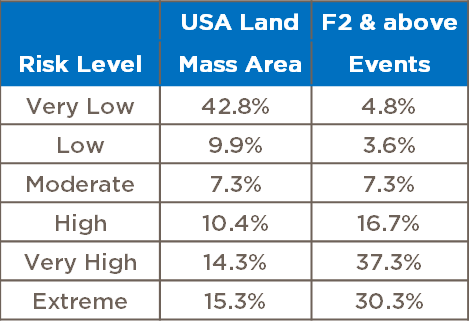 Risk Level USA Land Mass Area F2 & above Events
Very Low 42.8% 4.8%
Low 9.9% 3.6%
Moderate 7.3% 7.3%
High 10.4% 16.7%
Very High 14.3% 37.3%
Extreme 15.3% 30.3%